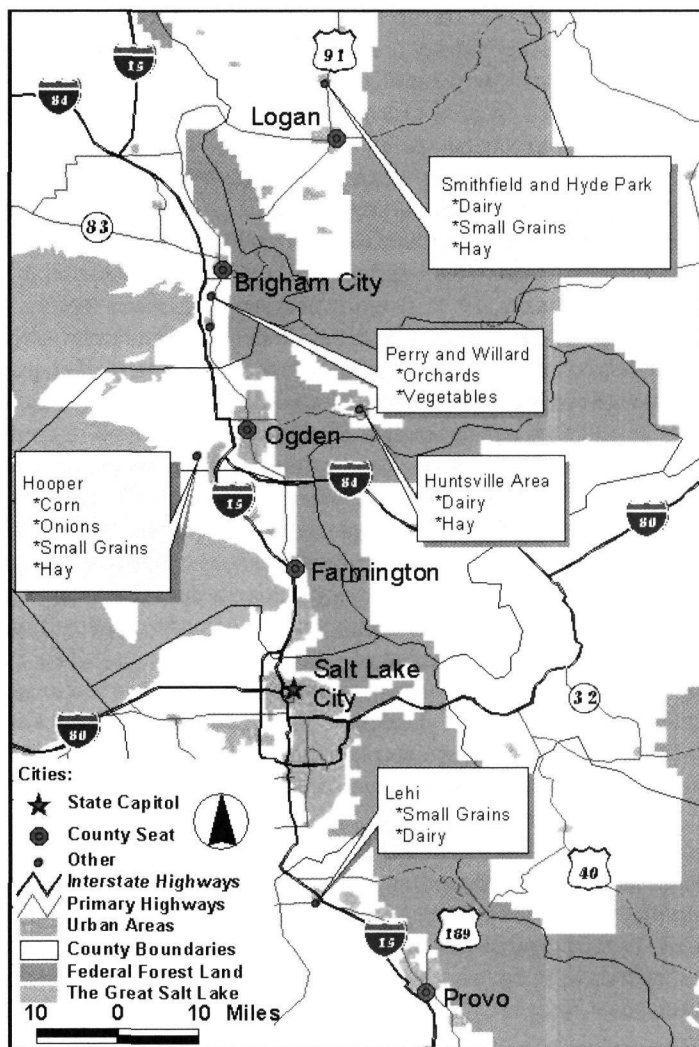 15
91
84
Logan
Smithfield and Hyde Park
*Dairy
*Small Grains
*Hay
83
Brigham City
Perry and Willard
*Orchards
*Vegetables
Ogden
Hooper
*Corn
*Onions
*Small Grains
*Hay
15
84
Huntsville Area
*Dairy
*Hay
80
Farmington
Salt Lake
City
32
80
Lehi
*Small Grains
*Dairy
40
15
189
Provo
Cities:
State Capitol
County Seat
Other
Interstate Highways
Primary Highways
Urban Areas
County Boundaries
Federal Forest Land
The Great Salt Lake
10 0 10 Miles